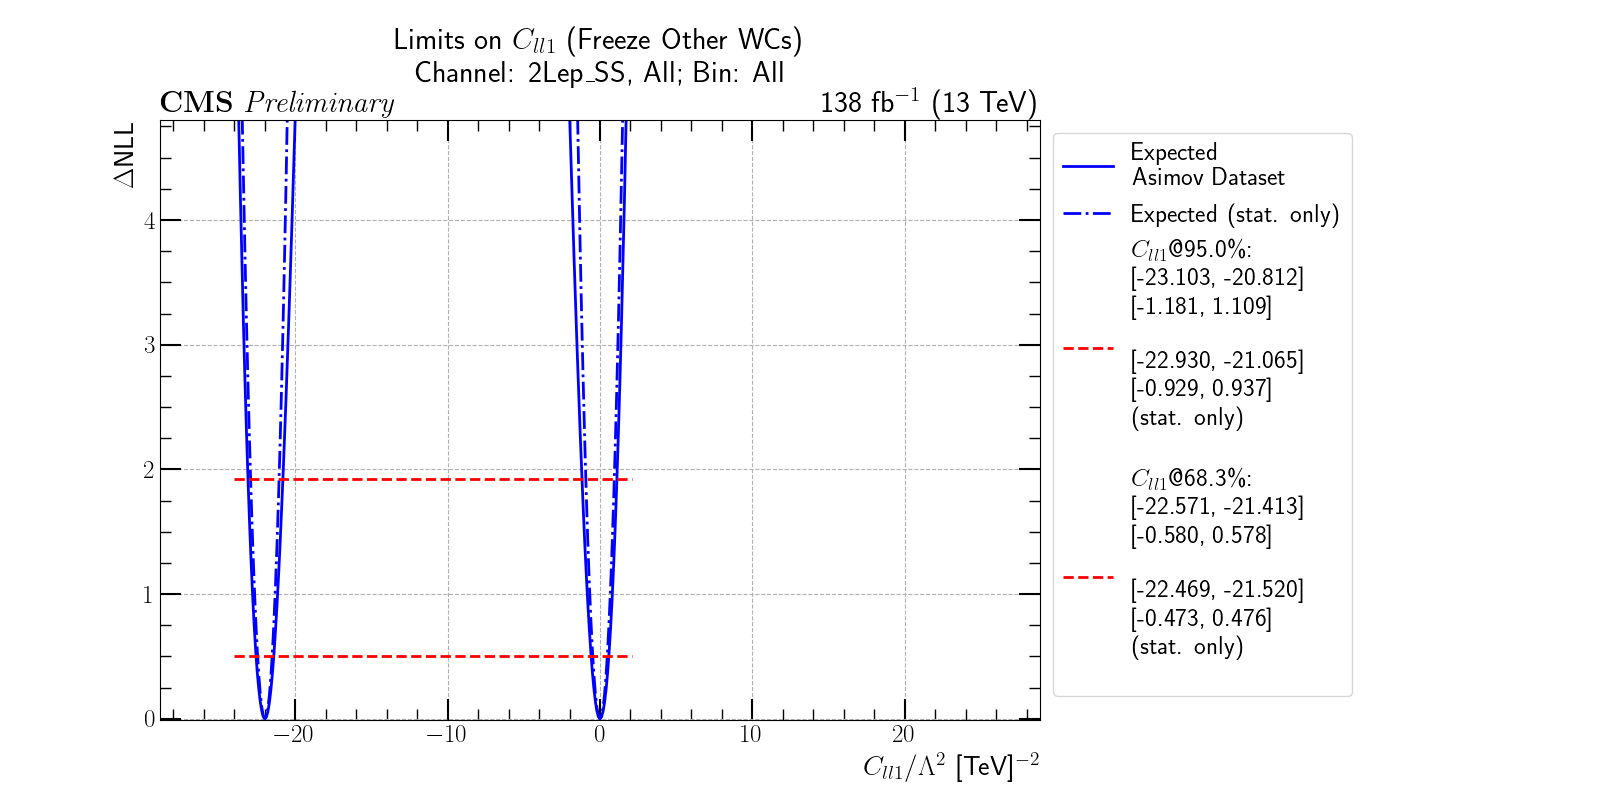 Limits on C_{ll1} (Freeze Other WCs)
Channel: 2Lep_SS, All; Bin: All
CMS Preliminary
138 fb^{-1} (13 TeV)
ΔNLL
4
3
2
1
0
−20
−10
0
10
20
C_{ll1}/Λ^2 [TeV]^{-2}
Expected
Asimov Dataset
Expected (stat. only)
C_{ll1}@95.0%:
[-23.103, -20.812]
[-1.181, 1.109]
[-22.930, -21.065]
[-0.929, 0.937]
(stat. only)
C_{ll1}@68.3%:
[-22.571, -21.413]
[-0.580, 0.578]
[-22.469, -21.520]
[-0.473, 0.476]
(stat. only)